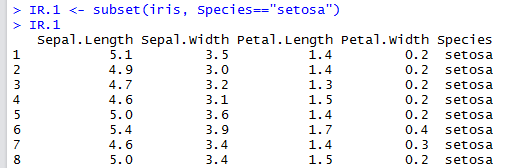 > IR.1 <- subset(iris, Species=="setosa")
> IR.1
Sepal.Length Sepal.Width Petal.Length Petal.Width Species
1 5.1 3.5 1.4 0.2 setosa
2 4.9 3.0 1.4 0.2 setosa
3 4.7 3.2 1.3 0.2 setosa
4 4.6 3.1 1.5 0.2 setosa
5 5.0 3.6 1.4 0.2 setosa
6 5.4 3.9 1.7 0.4 setosa
7 4.6 3.4 1.4 0.3 setosa
8 5.0 3.4 1.5 0.2 setosa